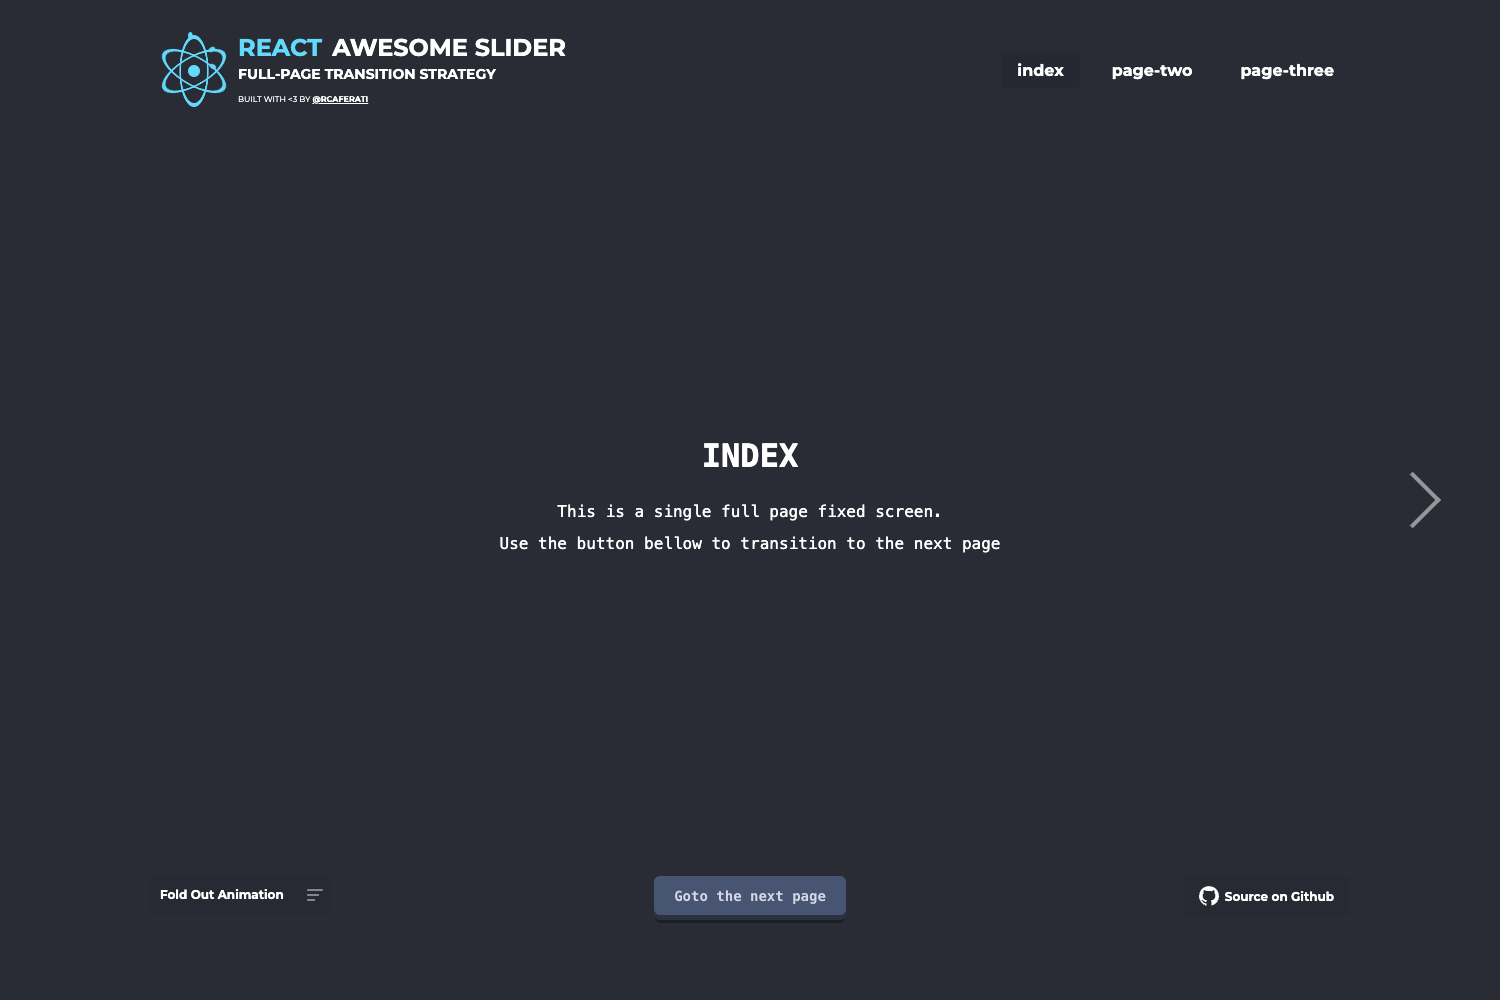 REACT AWESOME SLIDER
FULL-PAGE TRANSITION STRATEGY
BUILT WITH <3 BY @RCAFERATI
index page-two page-three
INDEX
This is a single full page fixed screen.
Use the button bellow to transition to the next page
Fold Out Animation
Goto the next page
Source on Github